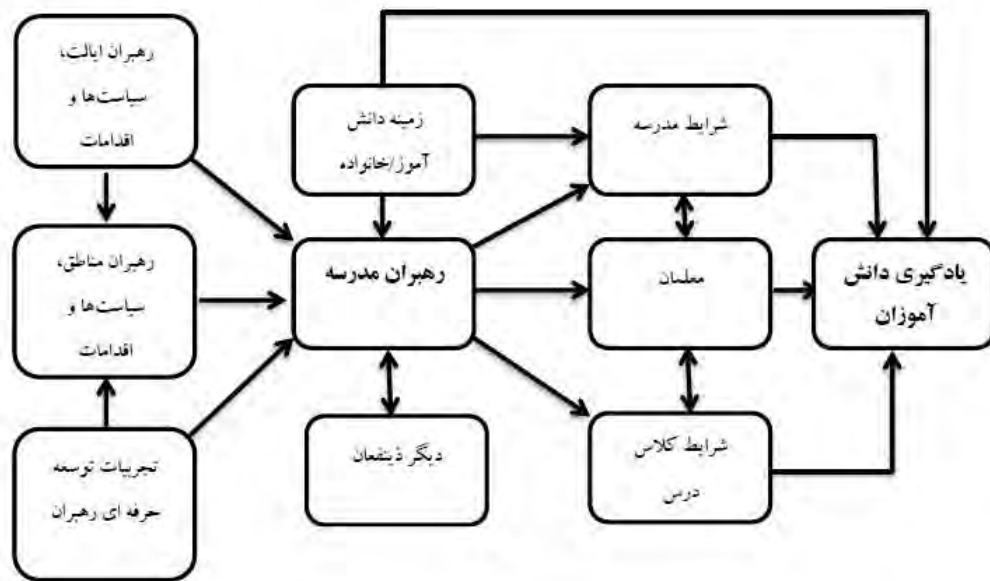 رهبران ایالت،
سیاست‌ها و
اقدامات
زمینه دانش
آموز/خانواده
شرایط مدرسه
رهبران مناطق،
سیاست‌ها و
اقدامات
رهبران مدرسه
معلمان
یادگیری دانش
آموزان
تجربیات توسعه
حرفه ای رهبران
دیگر ذینفعان
شرایط کلاس
درس